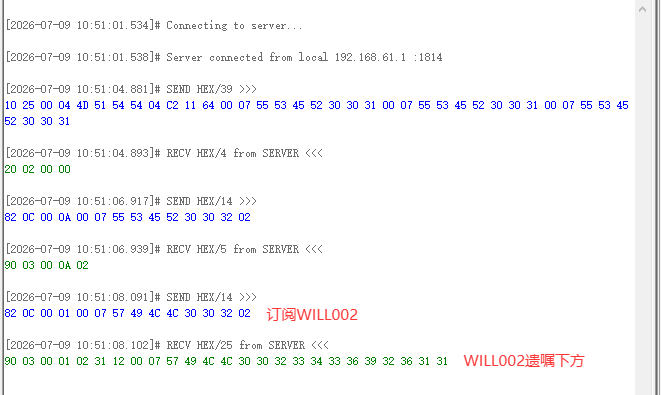 [2026-07-09 10:51:01.534]# Connecting to server...
[2026-07-09 10:51:01.538]# Server connected from local 192.168.61.1 :1814
[2026-07-09 10:51:04.881]# SEND HEX/39 >>>
10 25 00 04 4D 51 54 54 04 C2 11 64 00 07 55 53 45 52 30 30 31 00 07 55 53 45 52 30 30 31 00 07 55 53 45
52 30 30 31
[2026-07-09 10:51:04.893]# RECV HEX/4 from SERVER <<<
20 02 00 00
[2026-07-09 10:51:06.917]# SEND HEX/14 >>>
82 0C 00 0A 00 07 55 53 45 52 30 30 32 02
[2026-07-09 10:51:06.939]# RECV HEX/5 from SERVER <<<
90 03 00 0A 02
[2026-07-09 10:51:08.091]# SEND HEX/14 >>>
82 0C 00 01 00 07 57 49 4C 4C 30 30 32 02 订阅WILL002
[2026-07-09 10:51:08.102]# RECV HEX/25 from SERVER <<<
90 03 00 01 02 31 12 00 07 57 49 4C 4C 30 30 32 33 34 33 36 39 32 36 31 31 WILL002遗嘱下方